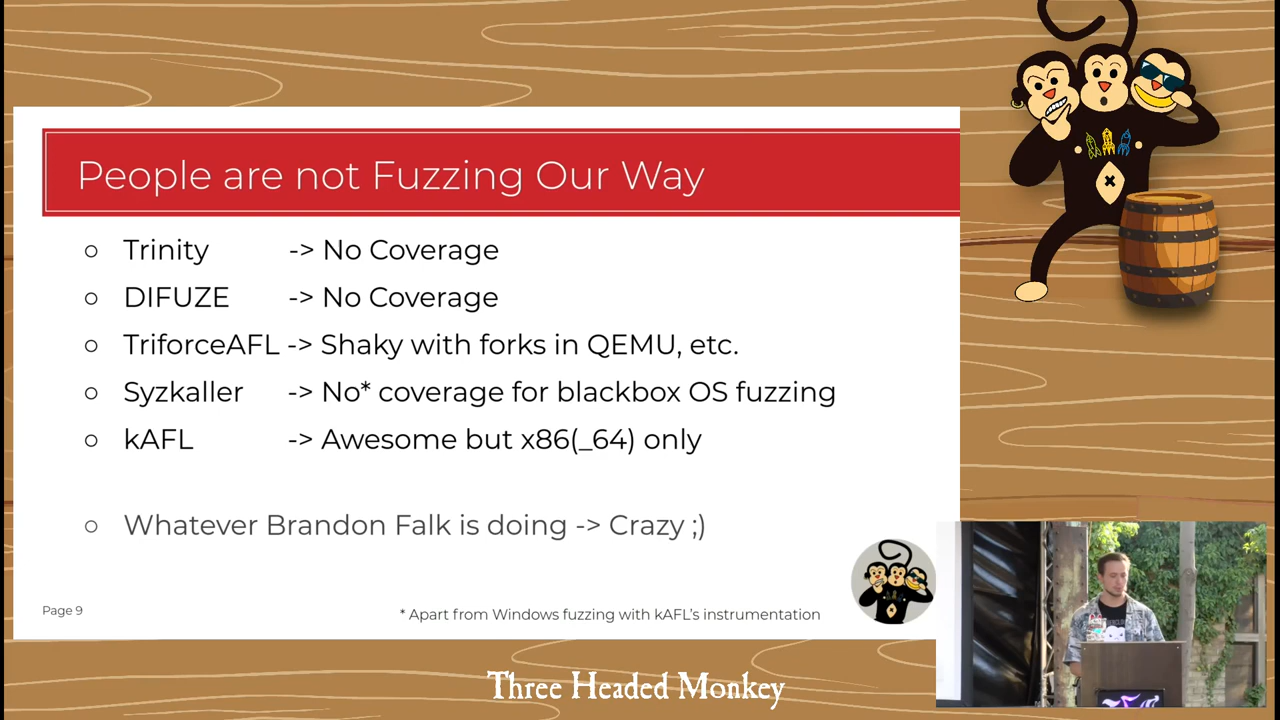 People are not Fuzzing Our Way
○ Trinity -> No Coverage
○ DIFUZE -> No Coverage
○ TriforceAFL -> Shaky with forks in QEMU, etc.
○ Syzkaller -> No* coverage for blackbox OS fuzzing
○ kAFL -> Awesome but x86(_64) only
○ Whatever Brandon Falk is doing -> Crazy ;)
Page 9
* Apart from Windows fuzzing with kAFL's instrumentation
Three Headed Monkey